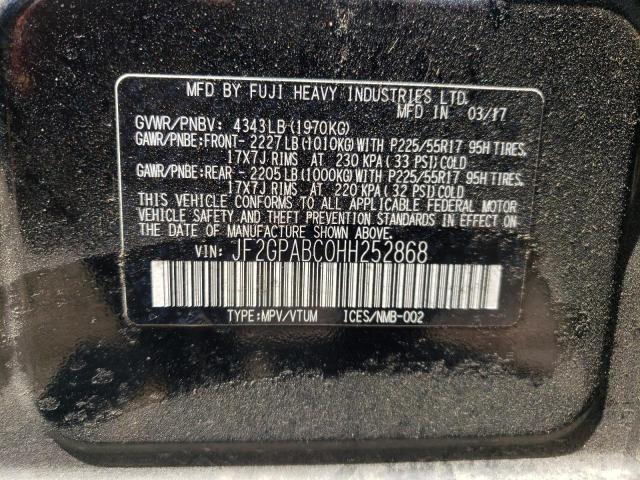 MFD BY FUJI HEAVY INDUSTRIES LTD.
MFD IN 03/17
GVWR/PNBV: 4343LB(1970KG)
GAWR/PNBE:FRONT-2227LB(1010KG)WITH P225/55R17 95H TIRES,
17X7J RIMS AT 230 KPA(33 PSI)COLD
GAWR/PNBE:REAR -2205LB(1000KG)WITH P225/55R17 95H TIRES,
17X7J RIMS AT 220 KPA(32 PSI)COLD
THIS VEHICLE CONFORMS TO ALL APPLICABLE FEDERAL MOTOR
VEHICLE SAFETY AND THEFT PREVENTION STANDARDS IN EFFECT ON
THE DATE OF MANUFACTURE SHOWN ABOVE.
VIN: JF2GPABC0HH252868
TYPE:MPV/VTUM ICES/NMB-002